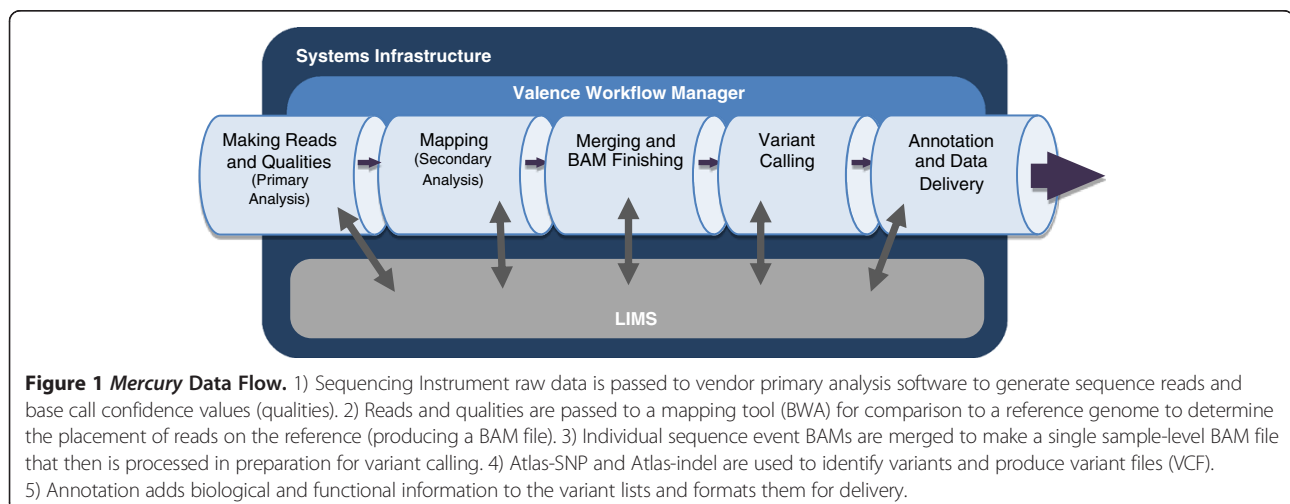 Systems Infrastructure
Valence Workflow Manager
Making Reads
and Qualities
(Primary
Analysis)
Mapping
(Secondary
Analysis)
Merging and
BAM Finishing
Variant
Calling
Annotation
and Data
Delivery
LIMS
Figure 1 Mercury Data Flow. 1) Sequencing Instrument raw data is passed to vendor primary analysis software to generate sequence reads and
base call confidence values (qualities). 2) Reads and qualities are passed to a mapping tool (BWA) for comparison to a reference genome to determine
the placement of reads on the reference (producing a BAM file). 3) Individual sequence event BAMs are merged to make a single sample-level BAM file
that then is processed in preparation for variant calling. 4) Atlas-SNP and Atlas-indel are used to identify variants and produce variant files (VCF).
5) Annotation adds biological and functional information to the variant lists and formats them for delivery.